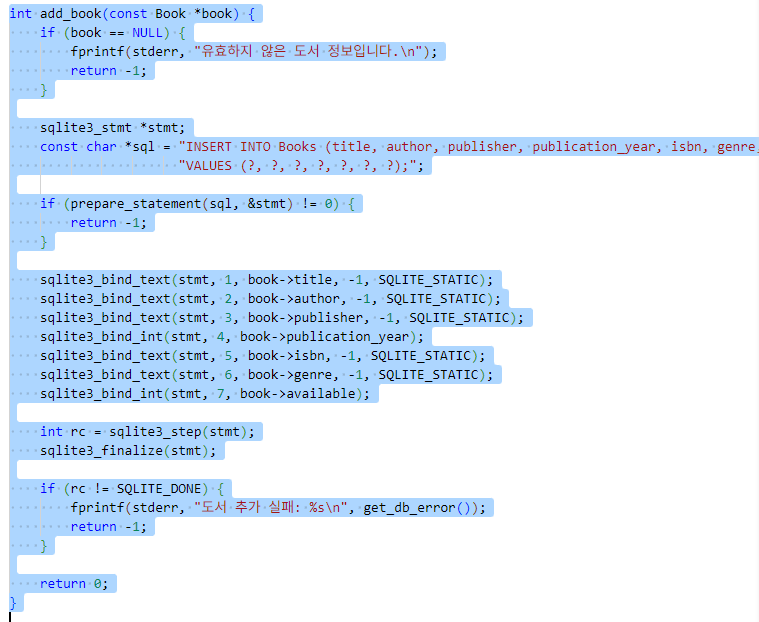 int add_book(const Book *book) {
    if (book == NULL) {
        fprintf(stderr, "유효하지 않은 도서 정보입니다.\n");
        return -1;
    }

    sqlite3_stmt *stmt;
    const char *sql = "INSERT INTO Books (title, author, publisher, publication_year, isbn, genre,
                      "VALUES (?, ?, ?, ?, ?, ?, ?);";

    if (prepare_statement(sql, &stmt) != 0) {
        return -1;
    }

    sqlite3_bind_text(stmt, 1, book->title, -1, SQLITE_STATIC);
    sqlite3_bind_text(stmt, 2, book->author, -1, SQLITE_STATIC);
    sqlite3_bind_text(stmt, 3, book->publisher, -1, SQLITE_STATIC);
    sqlite3_bind_int(stmt, 4, book->publication_year);
    sqlite3_bind_text(stmt, 5, book->isbn, -1, SQLITE_STATIC);
    sqlite3_bind_text(stmt, 6, book->genre, -1, SQLITE_STATIC);
    sqlite3_bind_int(stmt, 7, book->available);

    int rc = sqlite3_step(stmt);
    sqlite3_finalize(stmt);

    if (rc != SQLITE_DONE) {
        fprintf(stderr, "도서 추가 실패: %s\n", get_db_error());
        return -1;
    }

    return 0;
}